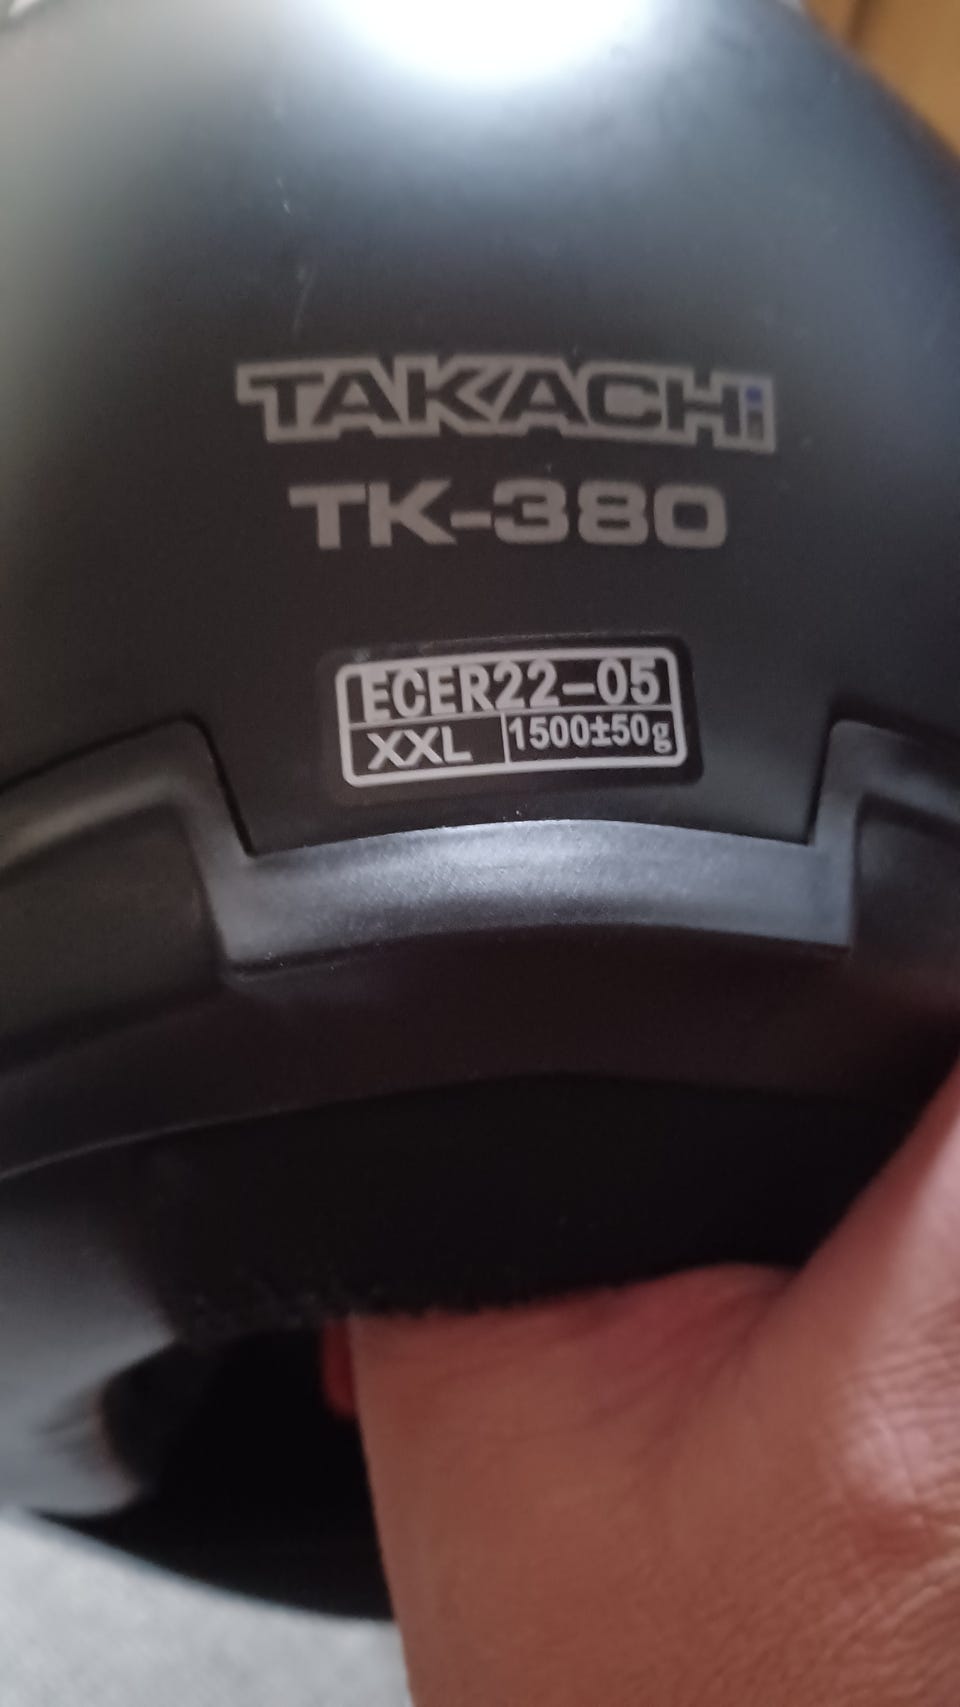 TAKACHi
TK-380
ECER22-05
XXL 1500±50g